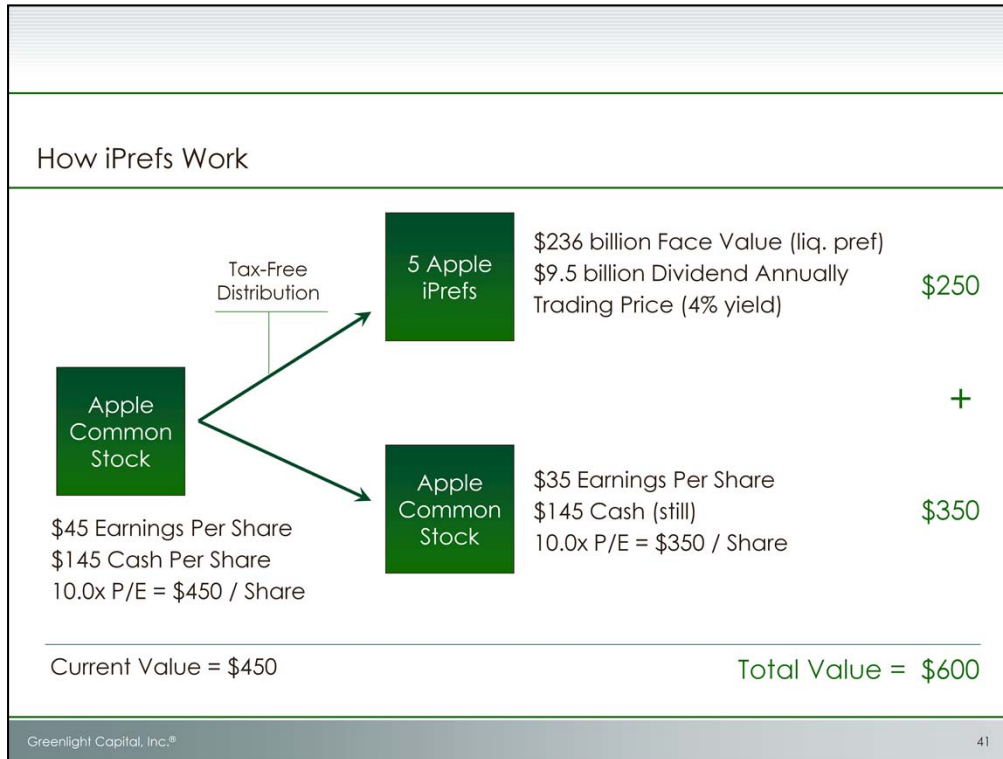 How iPrefs Work
Tax-Free
Distribution
5 Apple
iPrefs
$236 billion Face Value (liq. pref)
$9.5 billion Dividend Annually
Trading Price (4% yield)
$250
+
Apple
Common
Stock
$45 Earnings Per Share
$145 Cash Per Share
10.0x P/E = $450 / Share
Apple
Common
Stock
$35 Earnings Per Share
$145 Cash (still)
10.0x P/E = $350 / Share
$350
Current Value = $450
Total Value = $600
Greenlight Capital, Inc.®
41